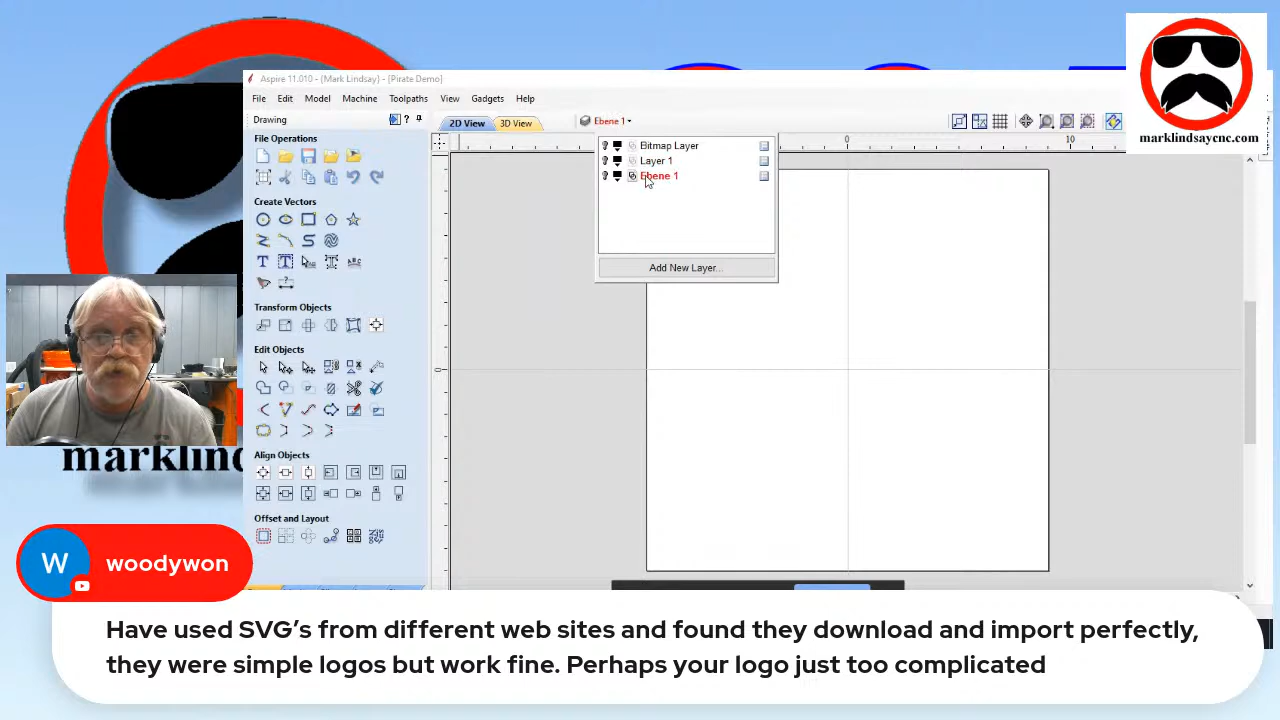 marklindsaycnc.com
Aspire 11.010 - {Mark Lindsay} - [Pirate Demo]
File Edit Model Machine Toolpaths View Gadgets Help
Drawing
2D View 3D View
Ebene 1
0
10
Bitmap Layer
Layer 1
Ebene 1
Add New Layer...
File Operations
Create Vectors
Transform Objects
Edit Objects
Align Objects
Offset and Layout
0
marklind
W woodywon
Have used SVG's from different web sites and found they download and import perfectly,
they were simple logos but work fine. Perhaps your logo just too complicated